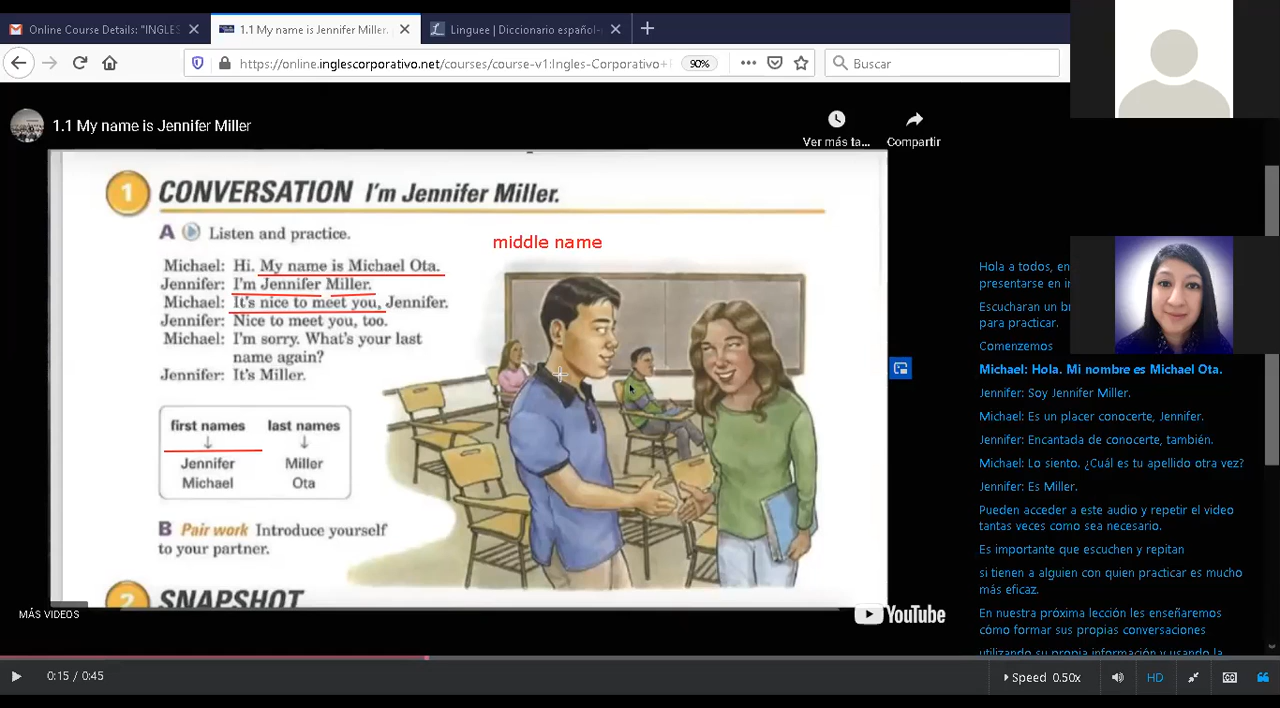 Online Course Details: "INGLES
1.1 My name is Jennifer Miller.
Linguee | Diccionario español-
https://online.inglescorporativo.net/courses/course-v1:Ingles-Corporativo+
90%
Buscar
1.1 My name is Jennifer Miller
Ver más ta...
Compartir
1 CONVERSATION I'm Jennifer Miller.
A Listen and practice.
middle name
Michael: Hi. My name is Michael Ota.
Jennifer: I'm Jennifer Miller.
Michael: It's nice to meet you, Jennifer.
Jennifer: Nice to meet you, too.
Michael: I'm sorry. What's your last
name again?
Jennifer: It's Miller.
first names last names
Jennifer Miller
Michael Ota
B Pair work Introduce yourself
to your partner.
2 SNAPSHOT
MÁS VIDEOS
YouTube
Hola a todos, en
presentarse en
Escucharan un
para practicar.
Comenzemos
Michael: Hola. Mi nombre es Michael Ota.
Jennifer: Soy Jennifer Miller.
Michael: Es un placer conocerte, Jennifer.
Jennifer: Encantada de conocerte, también.
Michael: Lo siento. ¿Cuál es tu apellido otra vez?
Jennifer: Es Miller.
Pueden acceder a este audio y repetir el video
tantas veces como sea necesario.
Es importante que escuchen y repitan
si tienen a alguien con quien practicar es mucho
más eficaz.
En nuestra próxima lección les enseñaremos
cómo formar sus propias conversaciones
utilizando su propia información y usando la
0:15 / 0:45
Speed 0.50x
HD